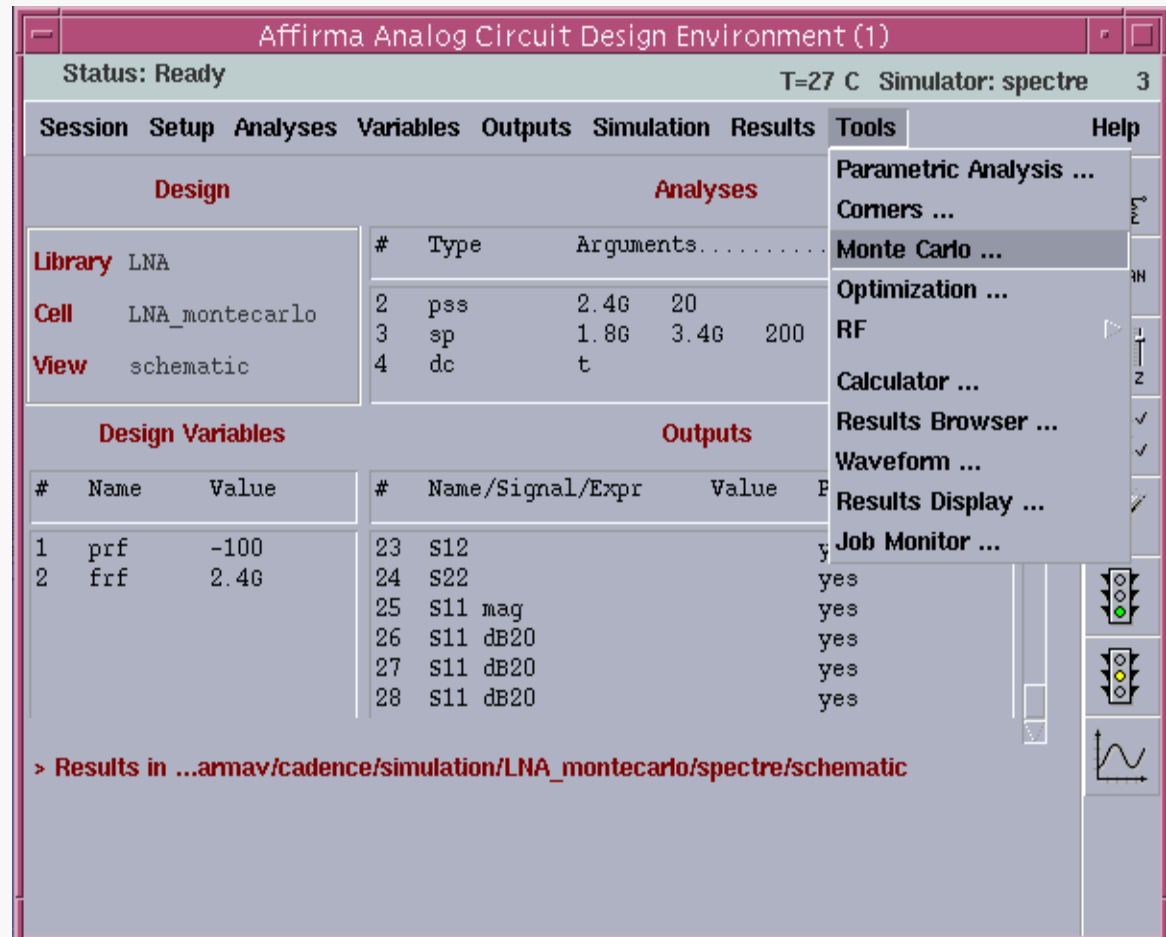 Affirma Analog Circuit Design Environment (1)
Status: Ready T=27 C Simulator: spectre 3
Session Setup Analyses Variables Outputs Simulation Results Tools Help
Parametric Analysis ...
Corners ...
Monte Carlo ...
Optimization ...
RF
Calculator ...
Results Browser ...
Waveform ...
Results Display ...
Job Monitor ...
Design
Library LNA
Cell LNA_montecarlo
View schematic
Analyses
# Type Arguments..........
2 pss 2.4G 20
3 sp 1.8G 3.4G 200
4 dc t
Design Variables
# Name Value
1 prf -100
2 frf 2.4G
Outputs
# Name/Signal/Expr Value
23 S12
24 S22 yes
25 S11 mag yes
26 S11 dB20 yes
27 S11 dB20 yes
28 S11 dB20 yes
Z
> Results in ...armav/cadence/simulation/LNA_montecarlo/spectre/schematic